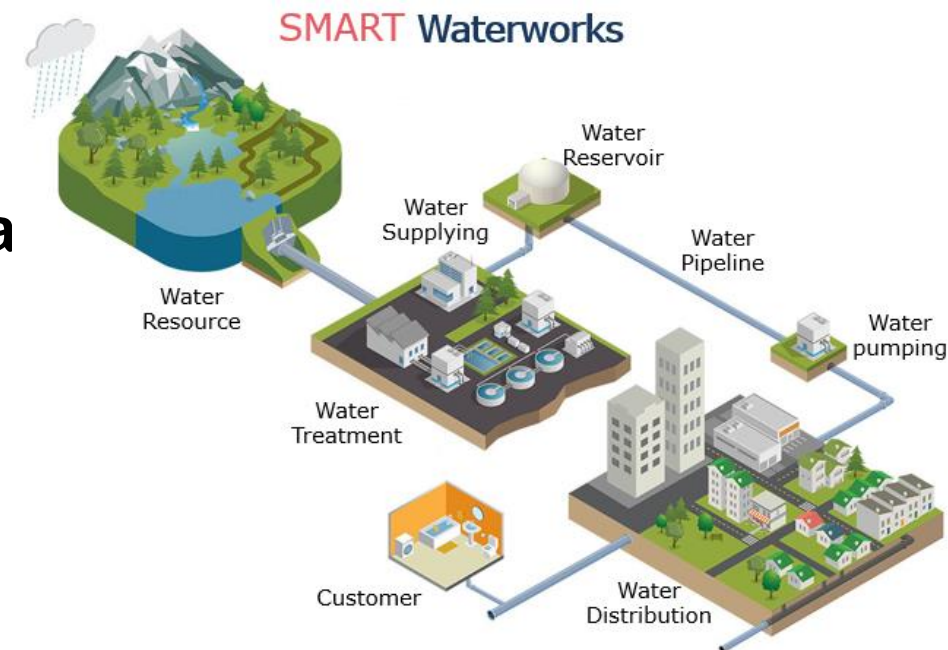 SMART Waterworks
a
Water
Reservoir
Water
Supplying
Water
Pipeline
Water
Resource
Water
pumping
Water
Treatment
Customer
Water
Distribution